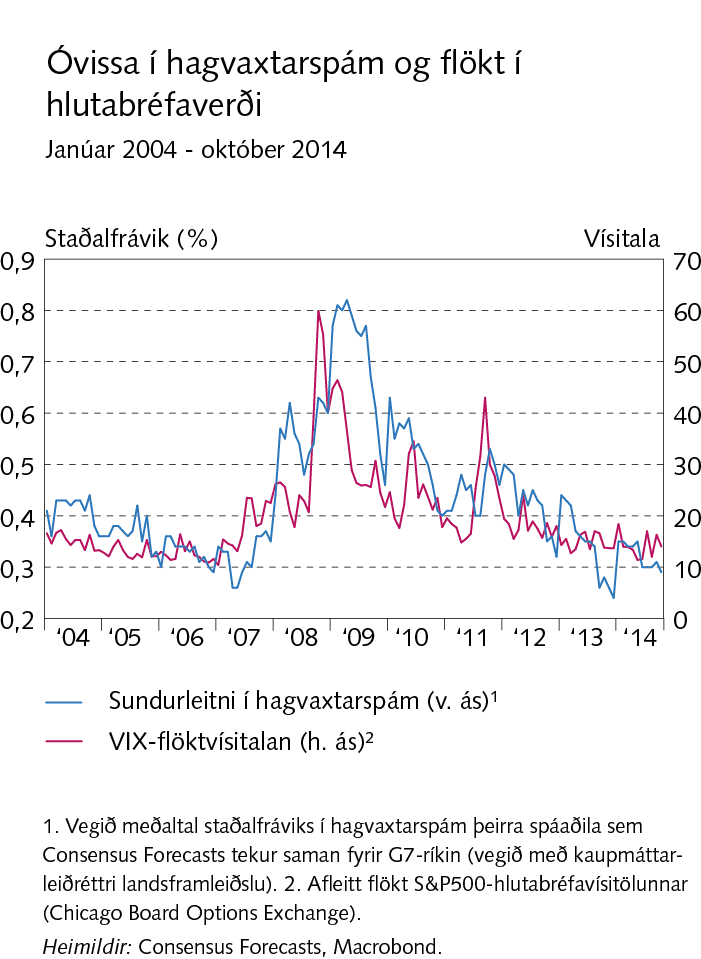 Óvissa í hagvaxtarspám og flökt í
hlutabréfaverði
Janúar 2004 - október 2014
Staðalfrávik (%) Vísitala
0,9 70
0,8 60
0,7 50
0,6 40
0,5 30
0,4 20
0,3 10
0,2 0
‘04 ‘05 ‘06 ‘07 ‘08 ‘09 ‘10 ‘11 ‘12 ‘13 ‘14
Sundurleitni í hagvaxtarspám (v. ás)¹
VIX-flöktvísitalan (h. ás)²
1. Vegið meðaltal staðalfráviks í hagvaxtarspám þeirra spáaðila sem
Consensus Forecasts tekur saman fyrir G7-ríkin (vegið með kaupmáttar-
leiðréttri landsframleiðslu). 2. Afleitt flökt S&P500-hlutabréfavísitölunnar
(Chicago Board Options Exchange).
Heimildir: Consensus Forecasts, Macrobond.